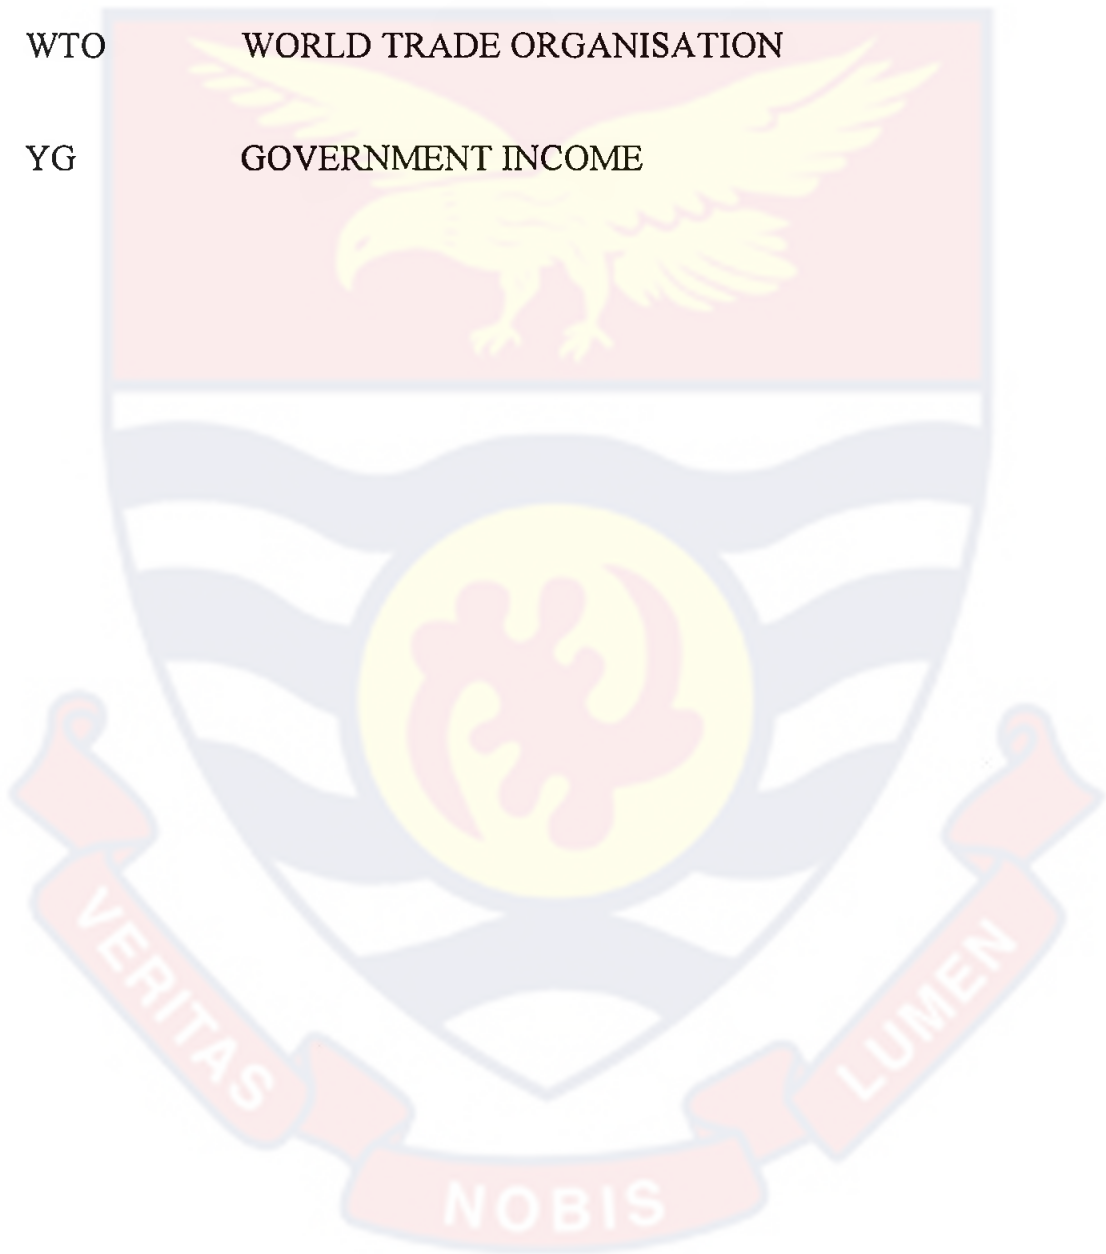 WTO WORLD TRADE ORGANISATION
YG GOVERNMENT INCOME
VERITAS
NOBIS
LUMEN